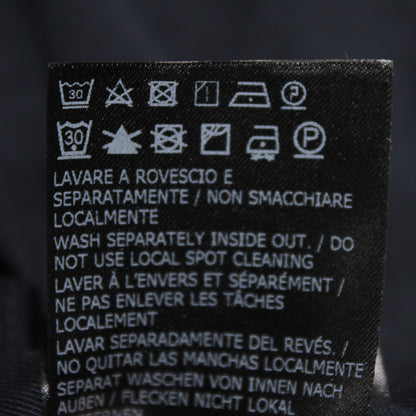 30 P
30 P
LAVARE A ROVESCIO E
SEPARATAMENTE / NON SMACCHIARE
LOCALMENTE
WASH SEPARATELY INSIDE OUT. / DO
NOT USE LOCAL SPOT CLEANING
LAVER À L'ENVERS ET SÉPARÉMENT /
NE PAS ENLEVER LES TÂCHES
LOCALEMENT
LAVAR SEPARADAMENTE DEL REVÉS. /
NO QUITAR LAS MANCHAS LOCALMENTE
SEPARAT WASCHEN VON INNEN NACH
AUßEN / FLECKEN NICHT LOKAL